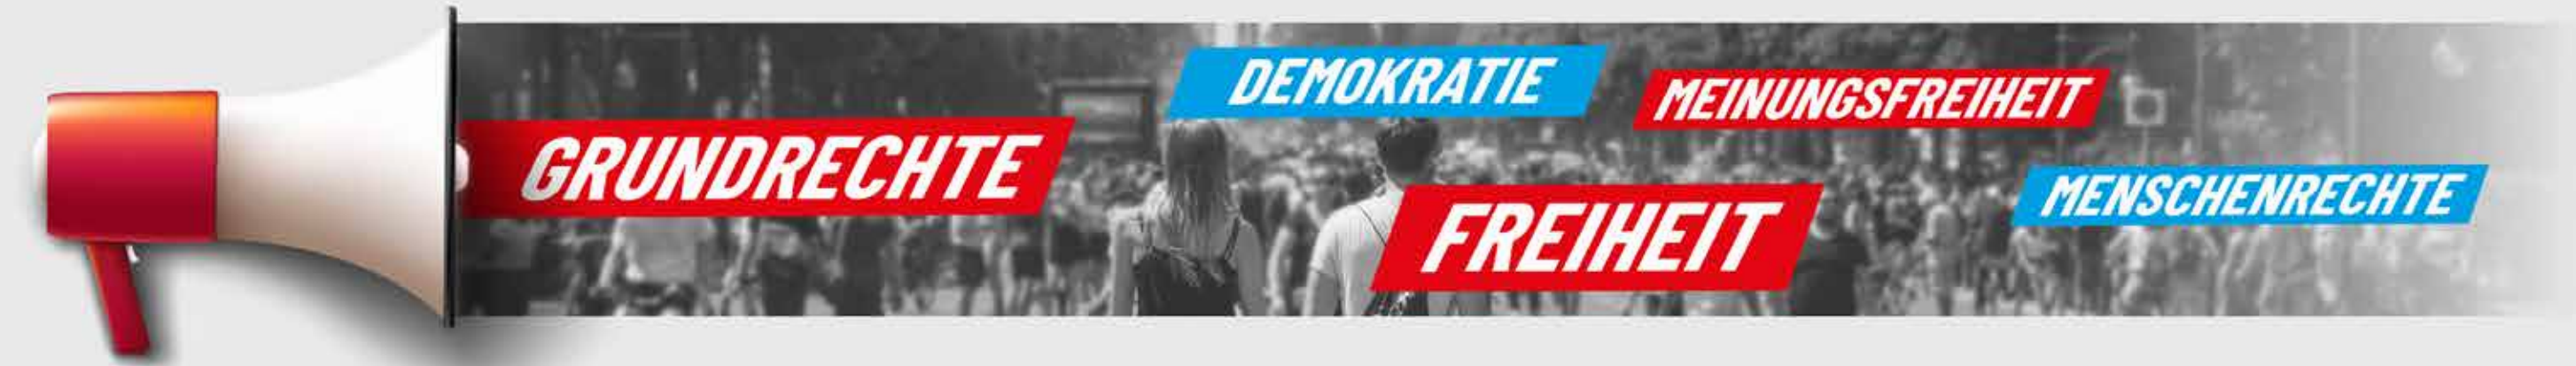 GRUNDRECHTE
DEMOKRATIE
MEINUNGSFREIHEIT
FREIHEIT
MENSCHENRECHTE